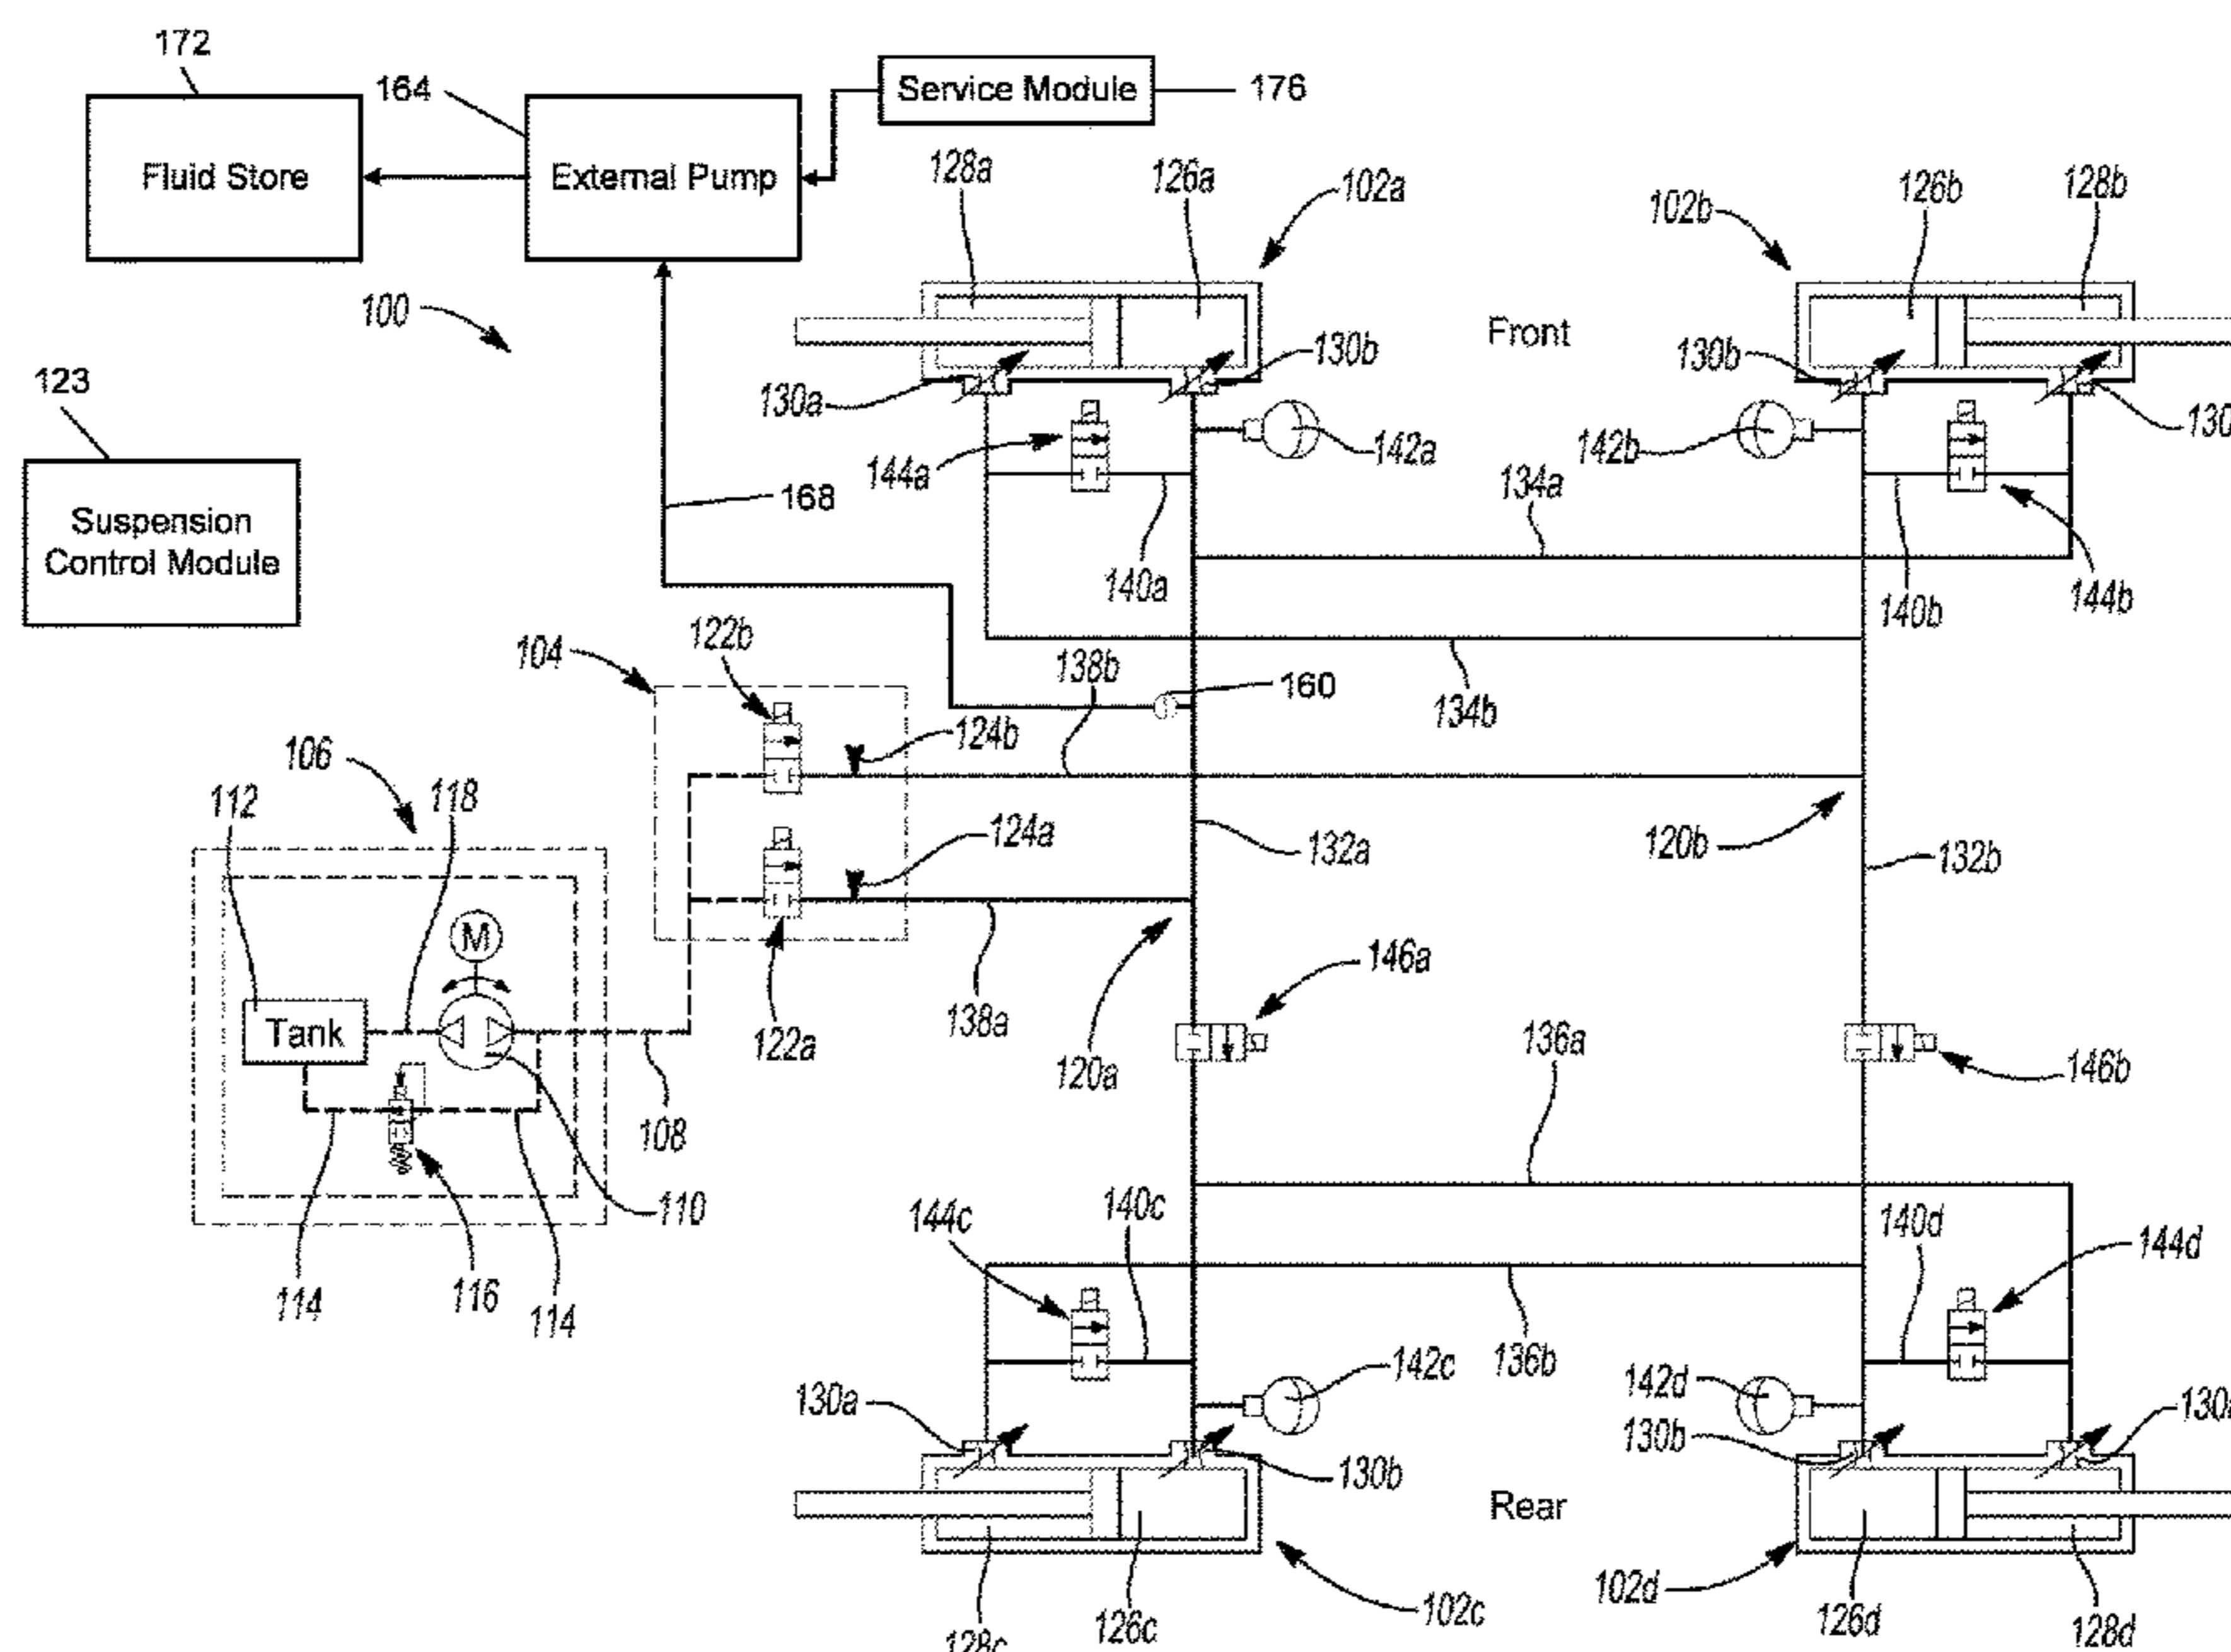 172
164
Service Module
176
Fluid Store
External Pump
128a
126a
102a
102b
126b
128b
100
Front
130a
130b
130b
130
123
144a
142a
142b
Suspension
Control Module
168
134a
140a
140b
144b
104
122b
138b
160
134b
124b
106
118
112
124a
132a
120b
132b
M
146a
Tank
122a
138a
120a
136a
146b
108
110
144c
140c
140d
144d
114
116
114
136b
142c
142d
130a
130b
130b
130a
Rear
128c
126c
102c
102d
126d
128d